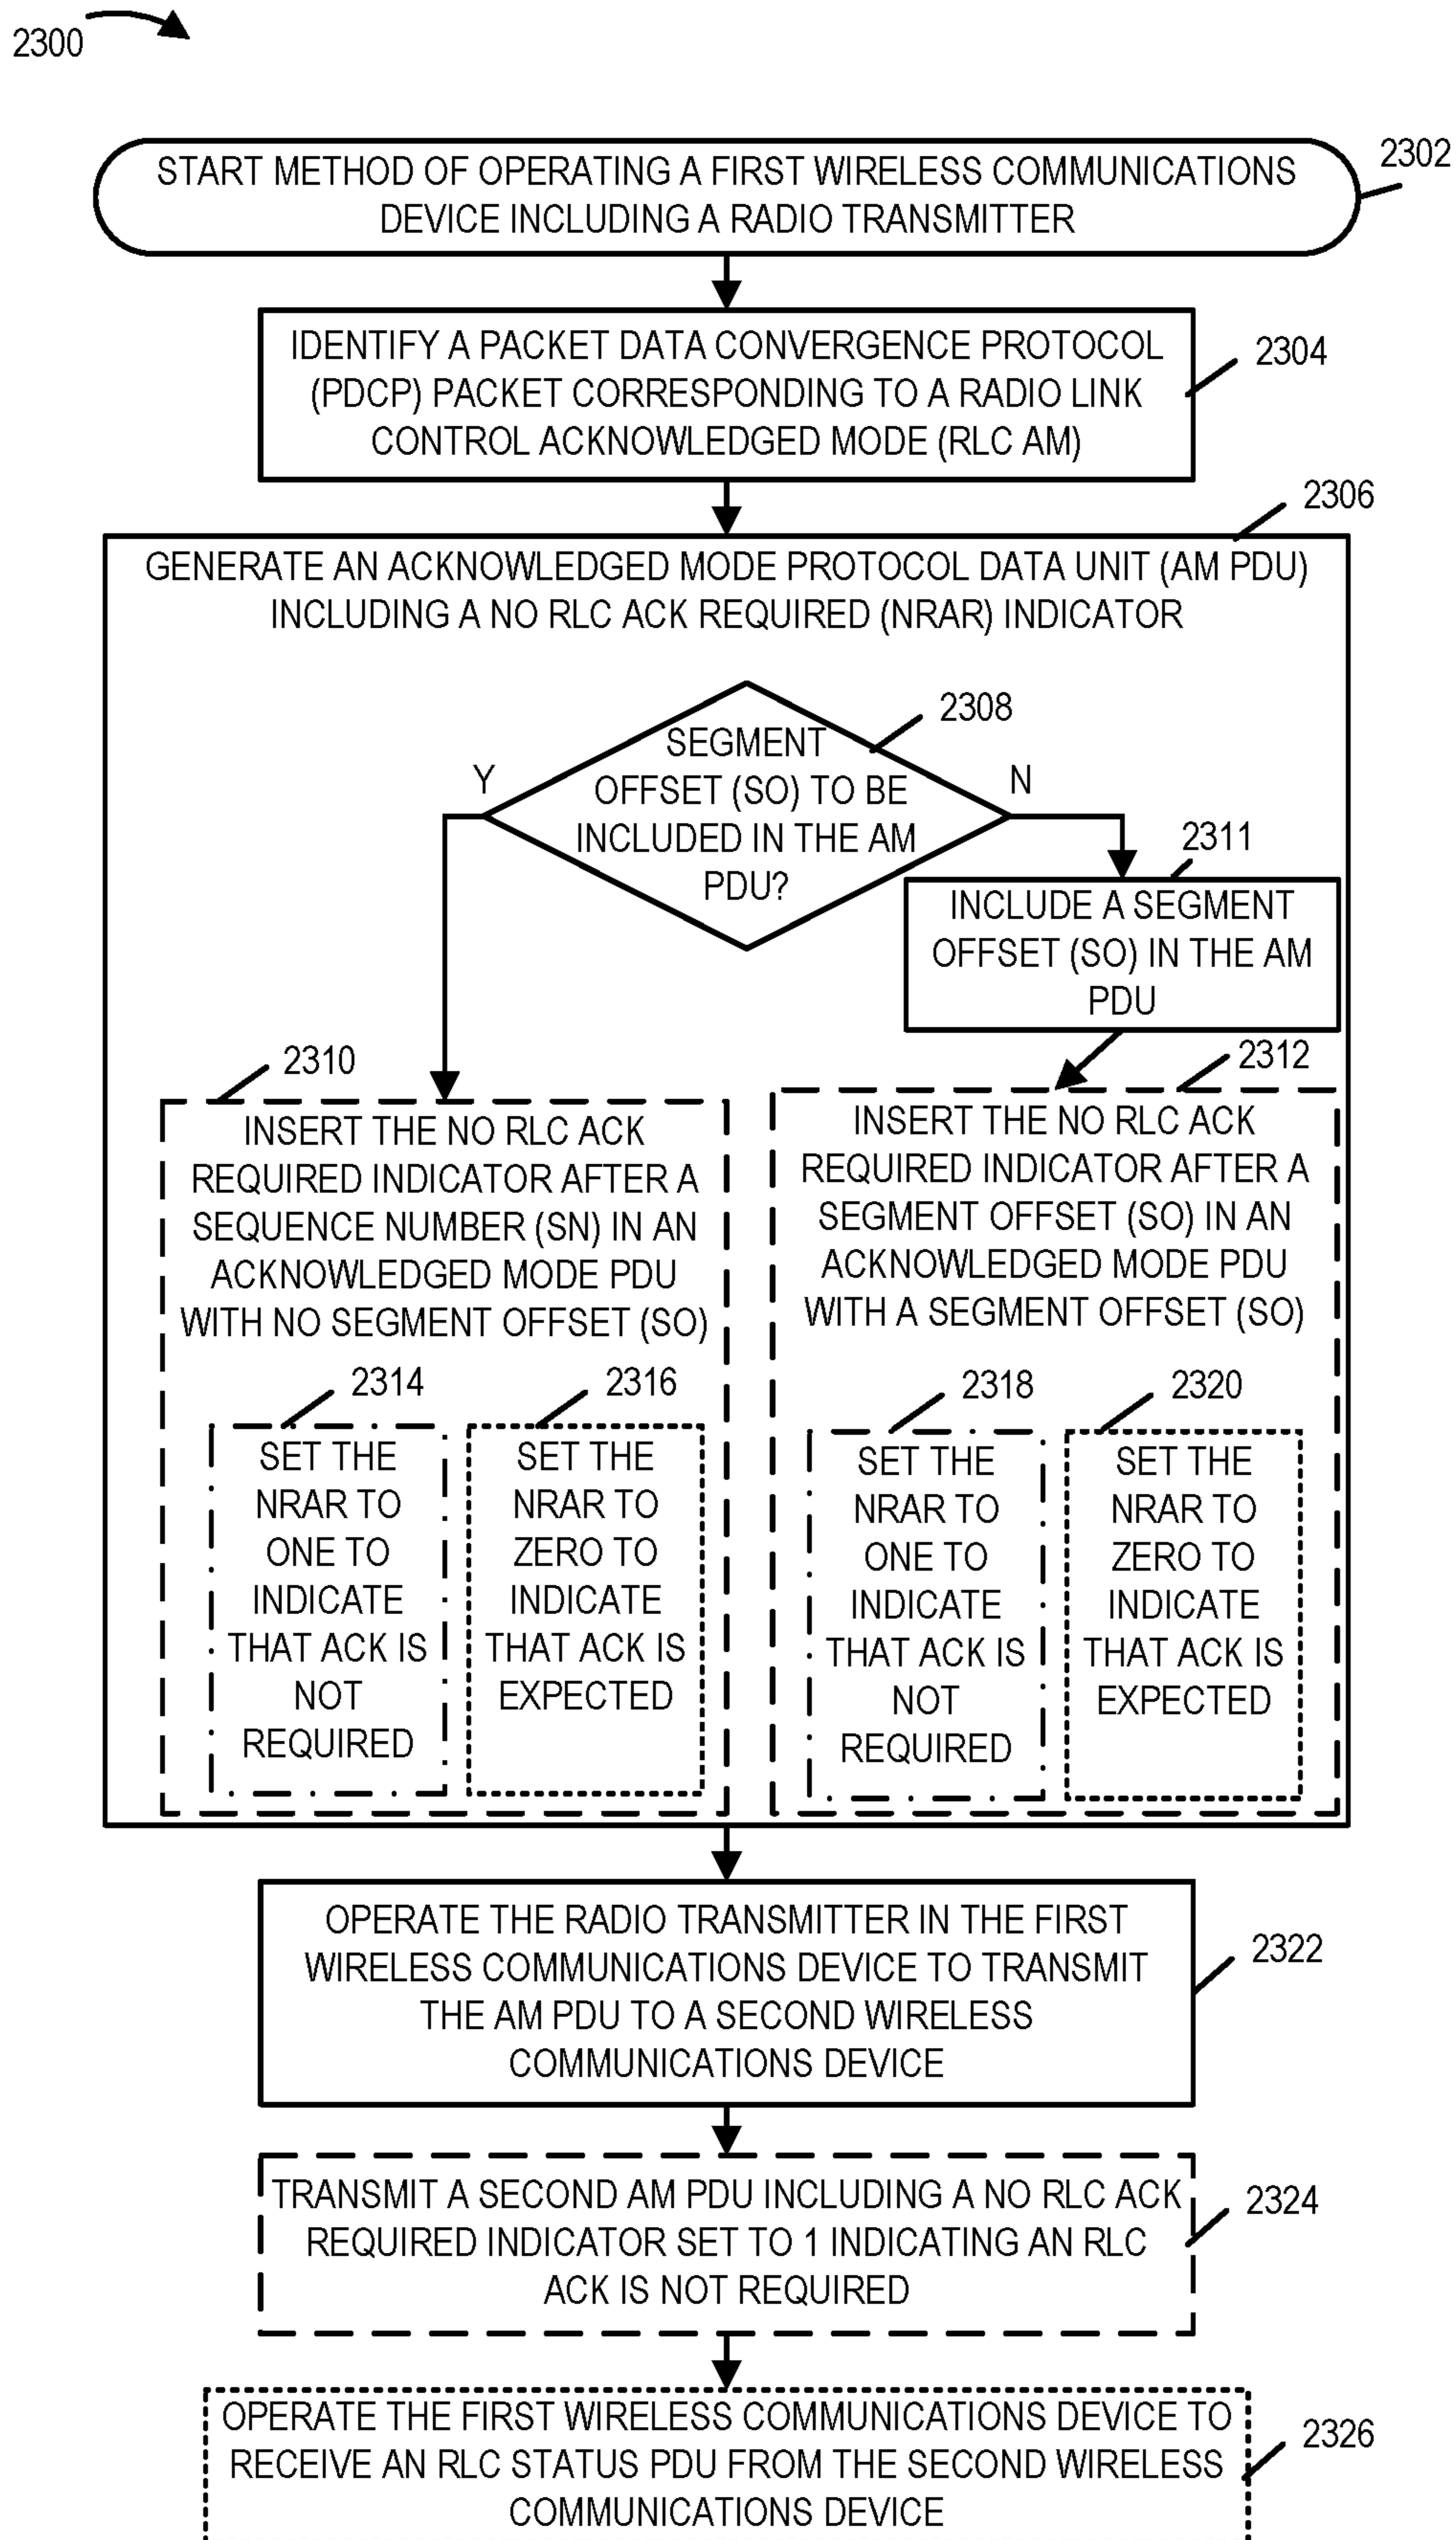 2300
START METHOD OF OPERATING A FIRST WIRELESS COMMUNICATIONS
DEVICE INCLUDING A RADIO TRANSMITTER
2302
IDENTIFY A PACKET DATA CONVERGENCE PROTOCOL
(PDCP) PACKET CORRESPONDING TO A RADIO LINK
CONTROL ACKNOWLEDGED MODE (RLC AM)
2304
2306
GENERATE AN ACKNOWLEDGED MODE PROTOCOL DATA UNIT (AM PDU)
INCLUDING A NO RLC ACK REQUIRED (NRAR) INDICATOR
2308
SEGMENT
OFFSET (SO) TO BE
INCLUDED IN THE AM
PDU?
Y
N
2311
INCLUDE A SEGMENT
OFFSET (SO) IN THE AM
PDU
2310
INSERT THE NO RLC ACK
REQUIRED INDICATOR AFTER A
SEQUENCE NUMBER (SN) IN AN
ACKNOWLEDGED MODE PDU
WITH NO SEGMENT OFFSET (SO)
2314
SET THE
NRAR TO
ONE TO
INDICATE
THAT ACK IS
NOT
REQUIRED
2316
SET THE
NRAR TO
ZERO TO
INDICATE
THAT ACK IS
EXPECTED
2312
INSERT THE NO RLC ACK
REQUIRED INDICATOR AFTER A
SEGMENT OFFSET (SO) IN AN
ACKNOWLEDGED MODE PDU
WITH A SEGMENT OFFSET (SO)
2318
SET THE
NRAR TO
ONE TO
INDICATE
THAT ACK IS
NOT
REQUIRED
2320
SET THE
NRAR TO
ZERO TO
INDICATE
THAT ACK IS
EXPECTED
OPERATE THE RADIO TRANSMITTER IN THE FIRST
WIRELESS COMMUNICATIONS DEVICE TO TRANSMIT
THE AM PDU TO A SECOND WIRELESS
COMMUNICATIONS DEVICE
2322
TRANSMIT A SECOND AM PDU INCLUDING A NO RLC ACK
REQUIRED INDICATOR SET TO 1 INDICATING AN RLC
ACK IS NOT REQUIRED
2324
OPERATE THE FIRST WIRELESS COMMUNICATIONS DEVICE TO
RECEIVE AN RLC STATUS PDU FROM THE SECOND WIRELESS
COMMUNICATIONS DEVICE
2326